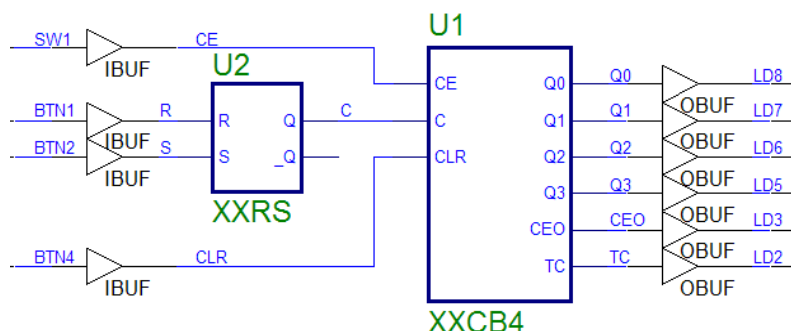 U1
SW1 CE
U2
IBUF
CE Q0 Q0 LD8
OBUF
BTN1 R R Q C C Q1 Q1 LD7
IBUF OBUF
BTN2 S S _Q CLR Q2 Q2 LD6
IBUF OBUF
Q3 Q3 LD5
XXRS
OBUF
CEO CEO LD3
OBUF
BTN4 CLR TC TC LD2
IBUF OBUF
XXCB4